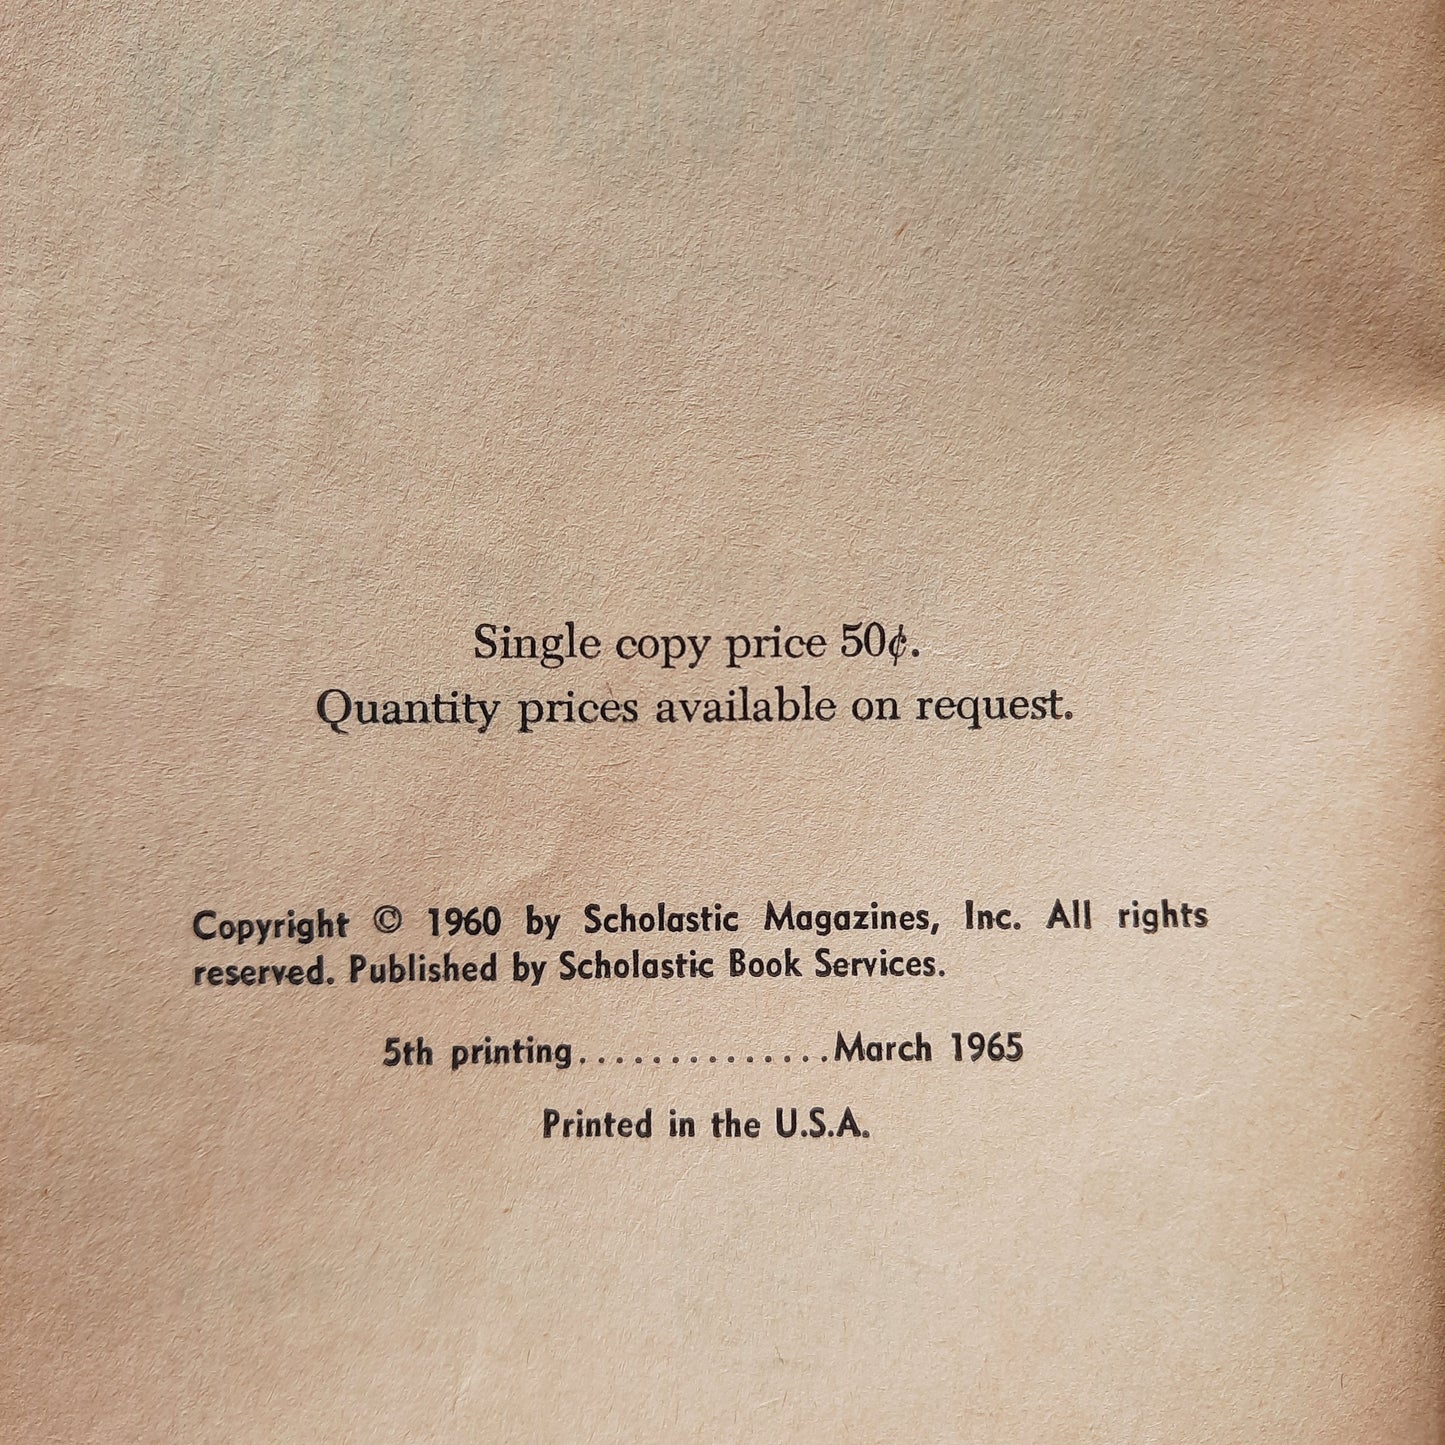 Single copy price 50¢.
Quantity prices available on request.
Copyright © 1960 by Scholastic Magazines, Inc. All rights
reserved. Published by Scholastic Book Services.
5th printing..............March 1965
Printed in the U.S.A.